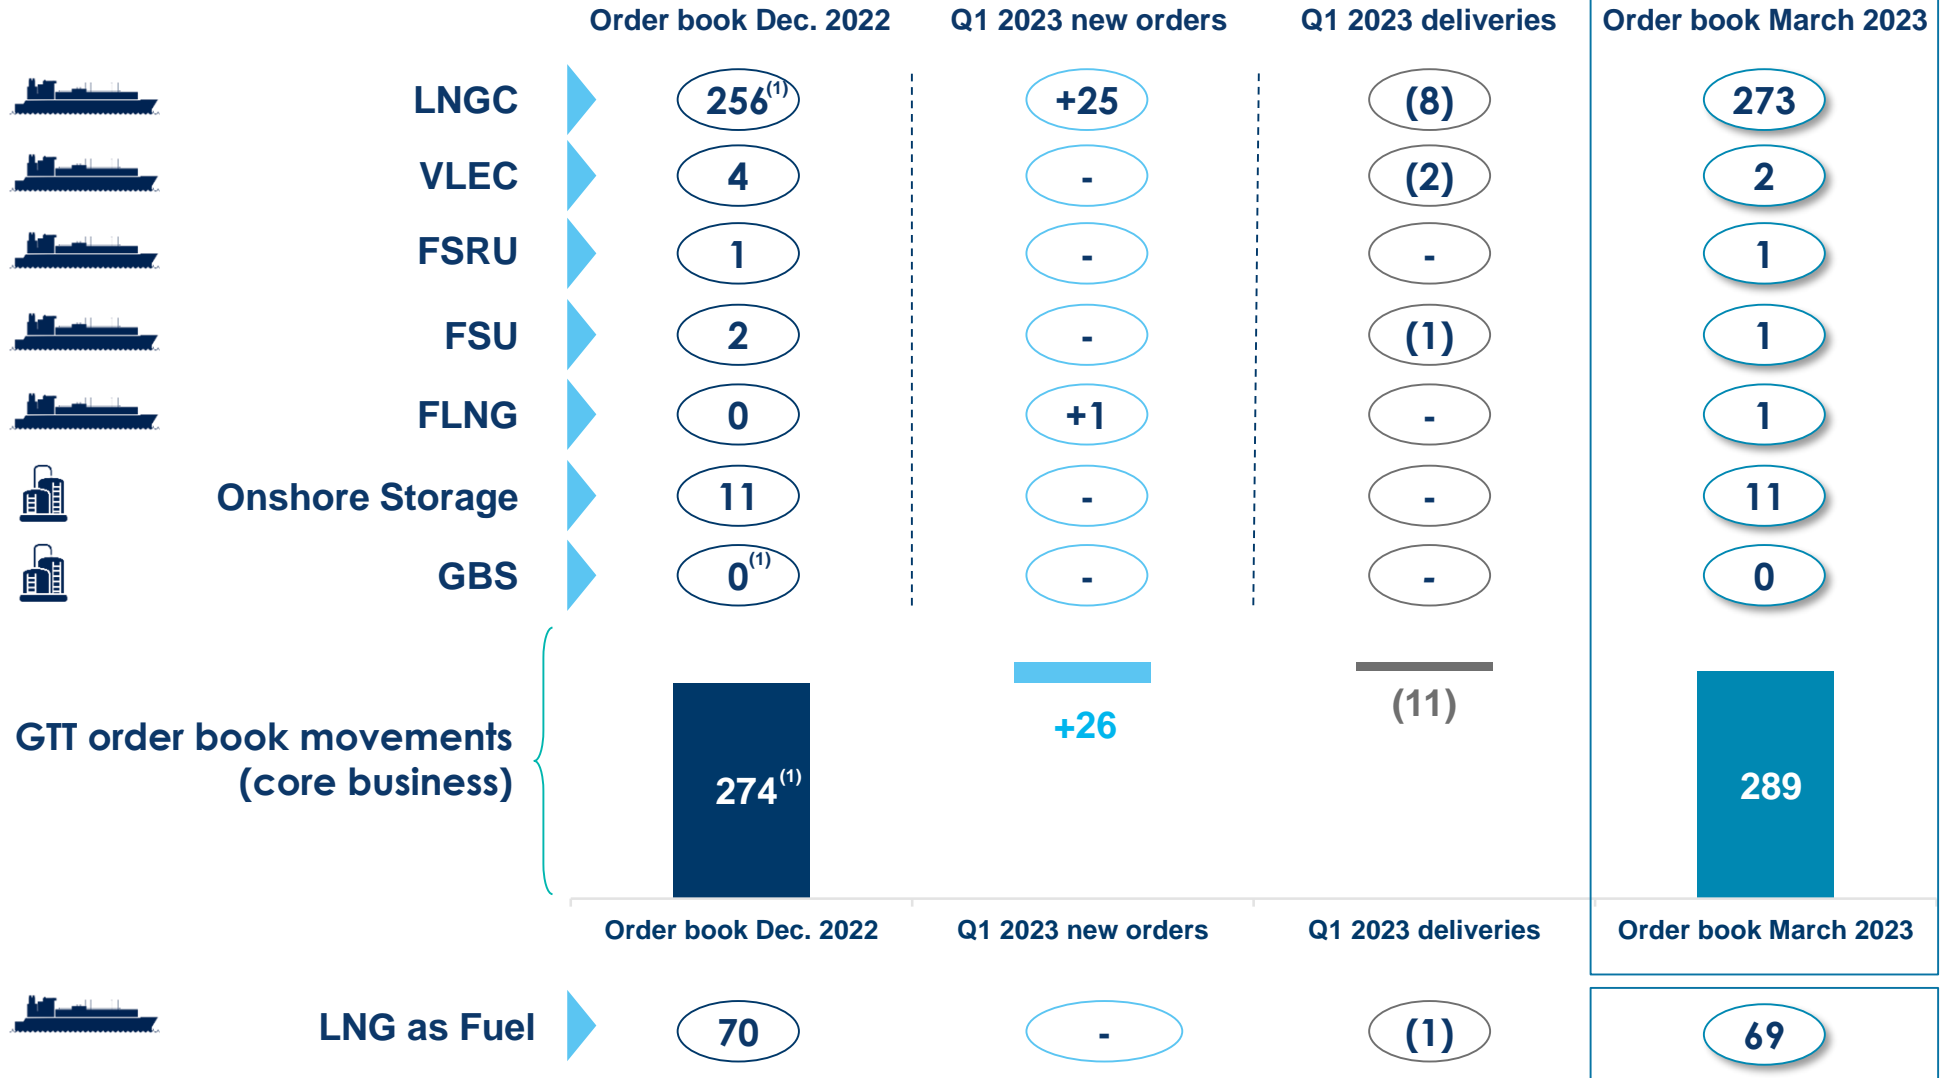 Order book Dec. 2022 Q1 2023 new orders Q1 2023 deliveries Order book March 2023
LNGC 256(1) +25 (8) 273
VLEC 4 - (2) 2
FSRU 1 - - 1
FSU 2 - (1) 1
FLNG 0 +1 - 1
Onshore Storage 11 - - 11
GBS 0(1) - - 0
GTT order book movements
(core business)
274(1) +26 (11) 289
Order book Dec. 2022 Q1 2023 new orders Q1 2023 deliveries Order book March 2023
LNG as Fuel 70 - (1) 69